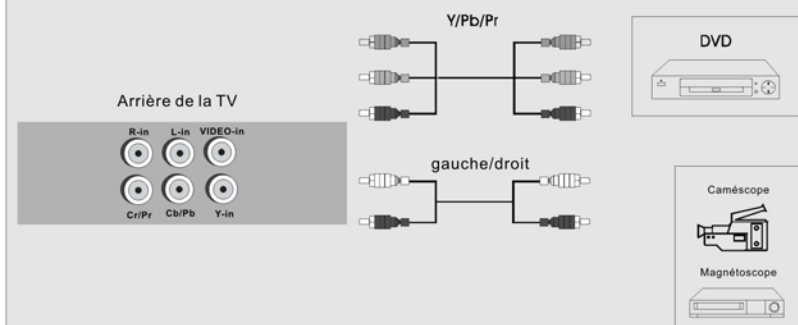 Y/Pb/Pr
DVD
Arrière de la TV
R-in L-in VIDEO-in
Cr/Pr Cb/Pb Y-in
gauche/droit
Caméscope
Magnétoscope